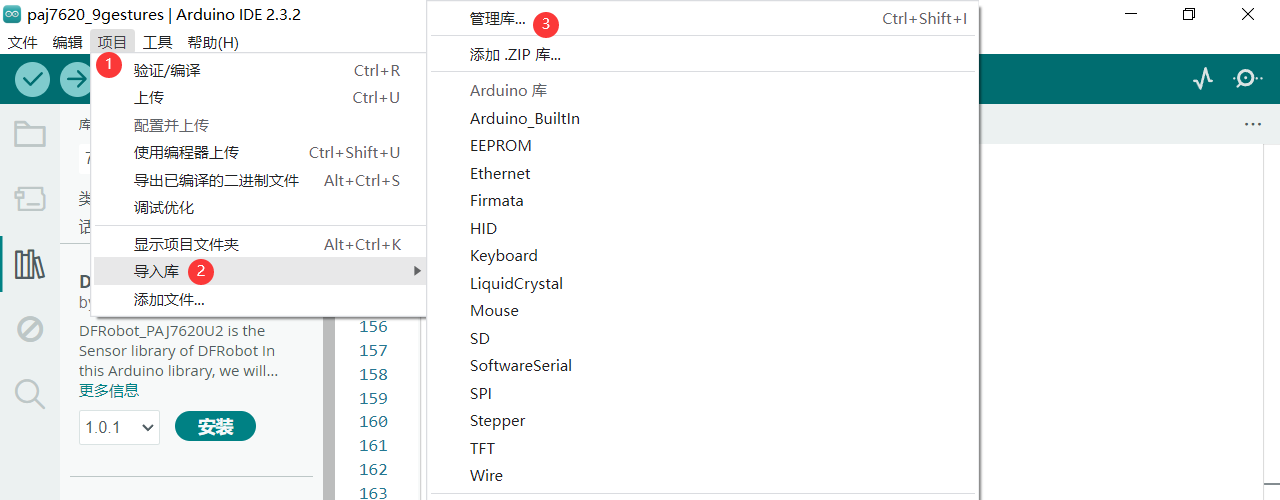 paj7620_9gestures | Arduino IDE 2.3.2
文件 编辑 项目 工具 帮助(H)
1
验证/编译 Ctrl+R
上传 Ctrl+U
配置并上传
使用编程器上传 Ctrl+Shift+U
导出已编译的二进制文件 Alt+Ctrl+S
调试优化
显示项目文件夹 Alt+Ctrl+K
导入库 2
添加文件...
管理库... 3 Ctrl+Shift+I
添加 .ZIP 库...
Arduino 库
Arduino_BuiltIn
EEPROM
Ethernet
Firmata
HID
Keyboard
LiquidCrystal
Mouse
SD
SoftwareSerial
SPI
Stepper
TFT
Wire
库
类
话
D
by
DFRobot_PAJ7620U2 is the
Sensor library of DFRobot In
this Arduino library, we will...
更多信息
1.0.1 安装
156
157
158
159
160
161
162
163